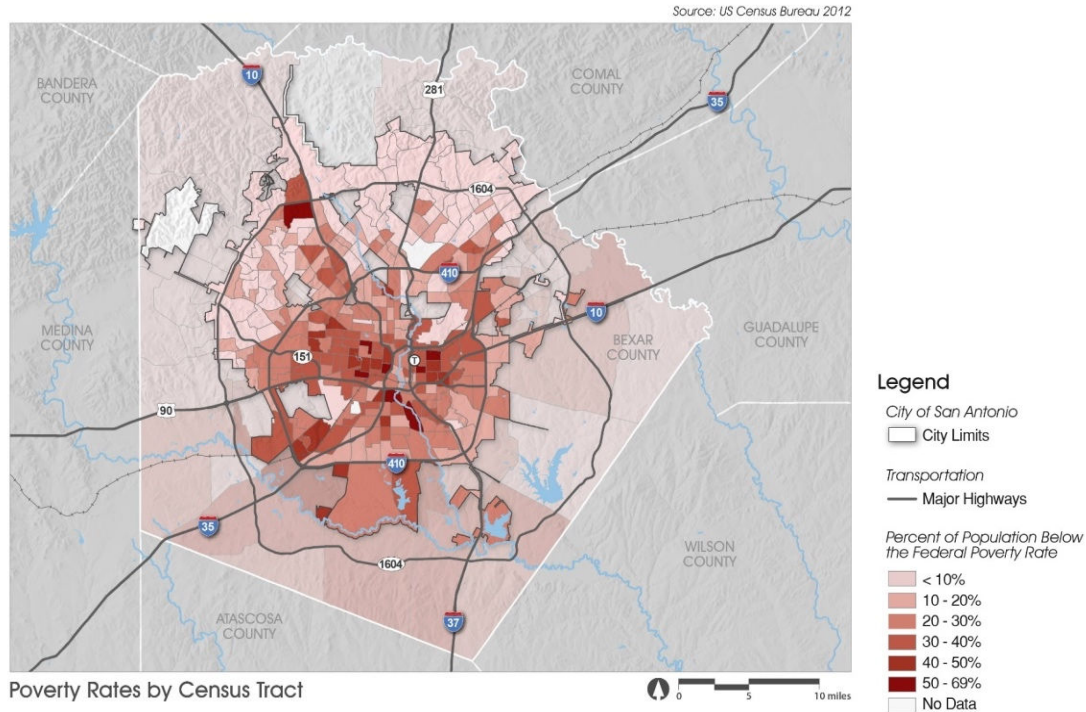 Source: US Census Bureau 2012
BANDERA
COUNTY
10
281
COMAL
COUNTY
35
1604
410
10
MEDINA
COUNTY
151
T
BEXAR
COUNTY
GUADALUPE
COUNTY
90
410
35
1604
WILSON
COUNTY
ATASCOSA
COUNTY
37
Poverty Rates by Census Tract
0 5 10 miles
Legend
City of San Antonio
City Limits
Transportation
Major Highways
Percent of Population Below
the Federal Poverty Rate
< 10%
10 - 20%
20 - 30%
30 - 40%
40 - 50%
50 - 69%
No Data